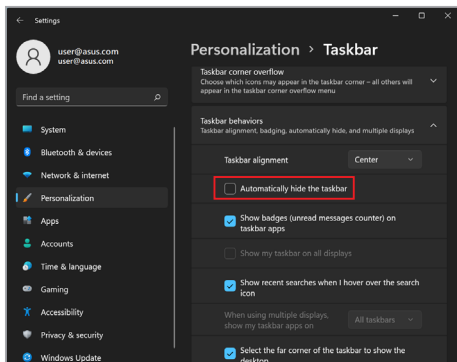 Settings
user@asus.com
user@asus.com
Find a setting
System
Bluetooth & devices
Network & internet
Personalization
Apps
Accounts
Time & language
Gaming
Accessibility
Privacy & security
Windows Update
Personalization > Taskbar
Taskbar corner overflow
Choose which icons may appear in the taskbar corner – all others will
appear in the taskbar corner overflow menu
Taskbar behaviors
Taskbar alignment, badging, automatically hide, and multiple displays
Taskbar alignment
Center
Automatically hide the taskbar
Show badges (unread messages counter) on
taskbar apps
Show my taskbar on all displays
Show recent searches when I hover over the search
icon
When using multiple displays,
show my taskbar apps on
All taskbars
Select the far corner of the taskbar to show the
desktop